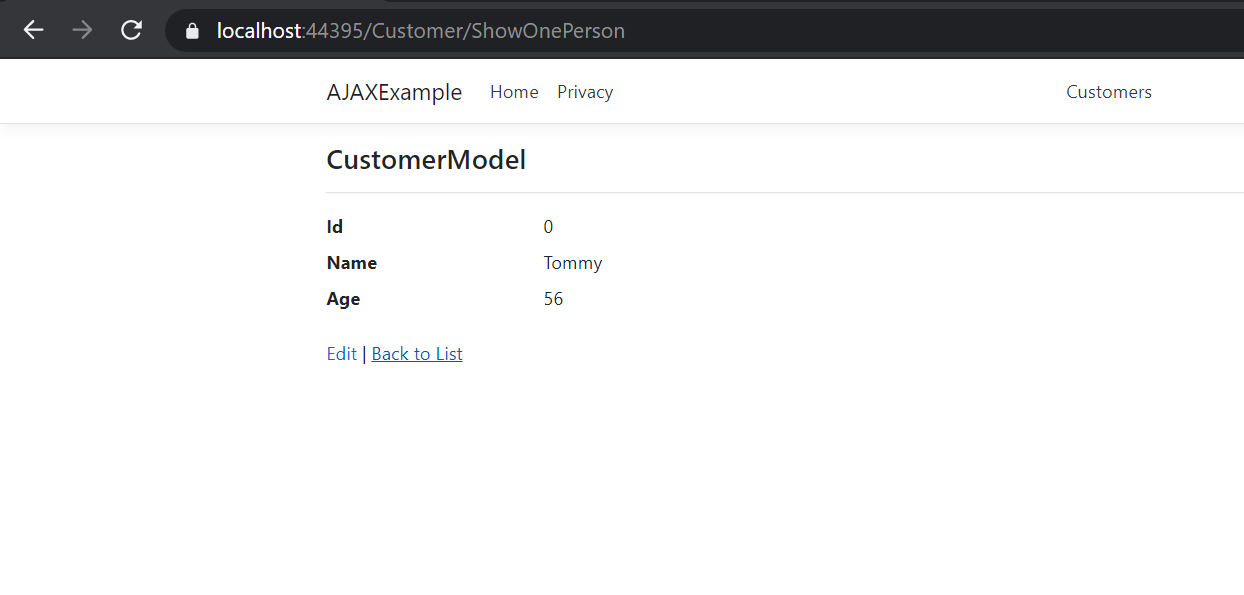 localhost:44395/Customer/ShowOnePerson
AJAXExample Home Privacy Customers
CustomerModel
Id 0
Name Tommy
Age 56
Edit | Back to List